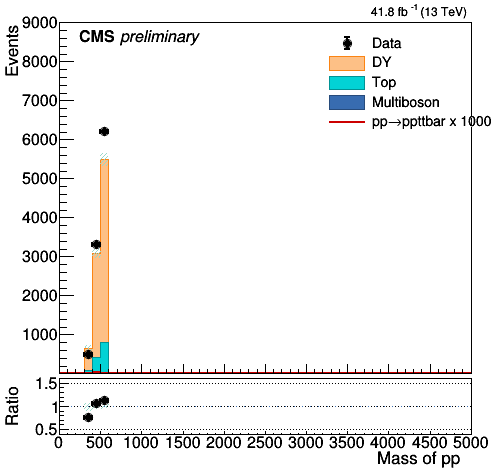 41.8 fb⁻¹ (13 TeV)
CMS preliminary
Events
9000
8000
7000
6000
5000
4000
3000
2000
1000
Data
DY
Top
Multiboson
pp→ppttbar x 1000
Ratio
1.5
1
0.5
0 500 1000 1500 2000 2500 3000 3500 4000 4500 5000
Mass of pp